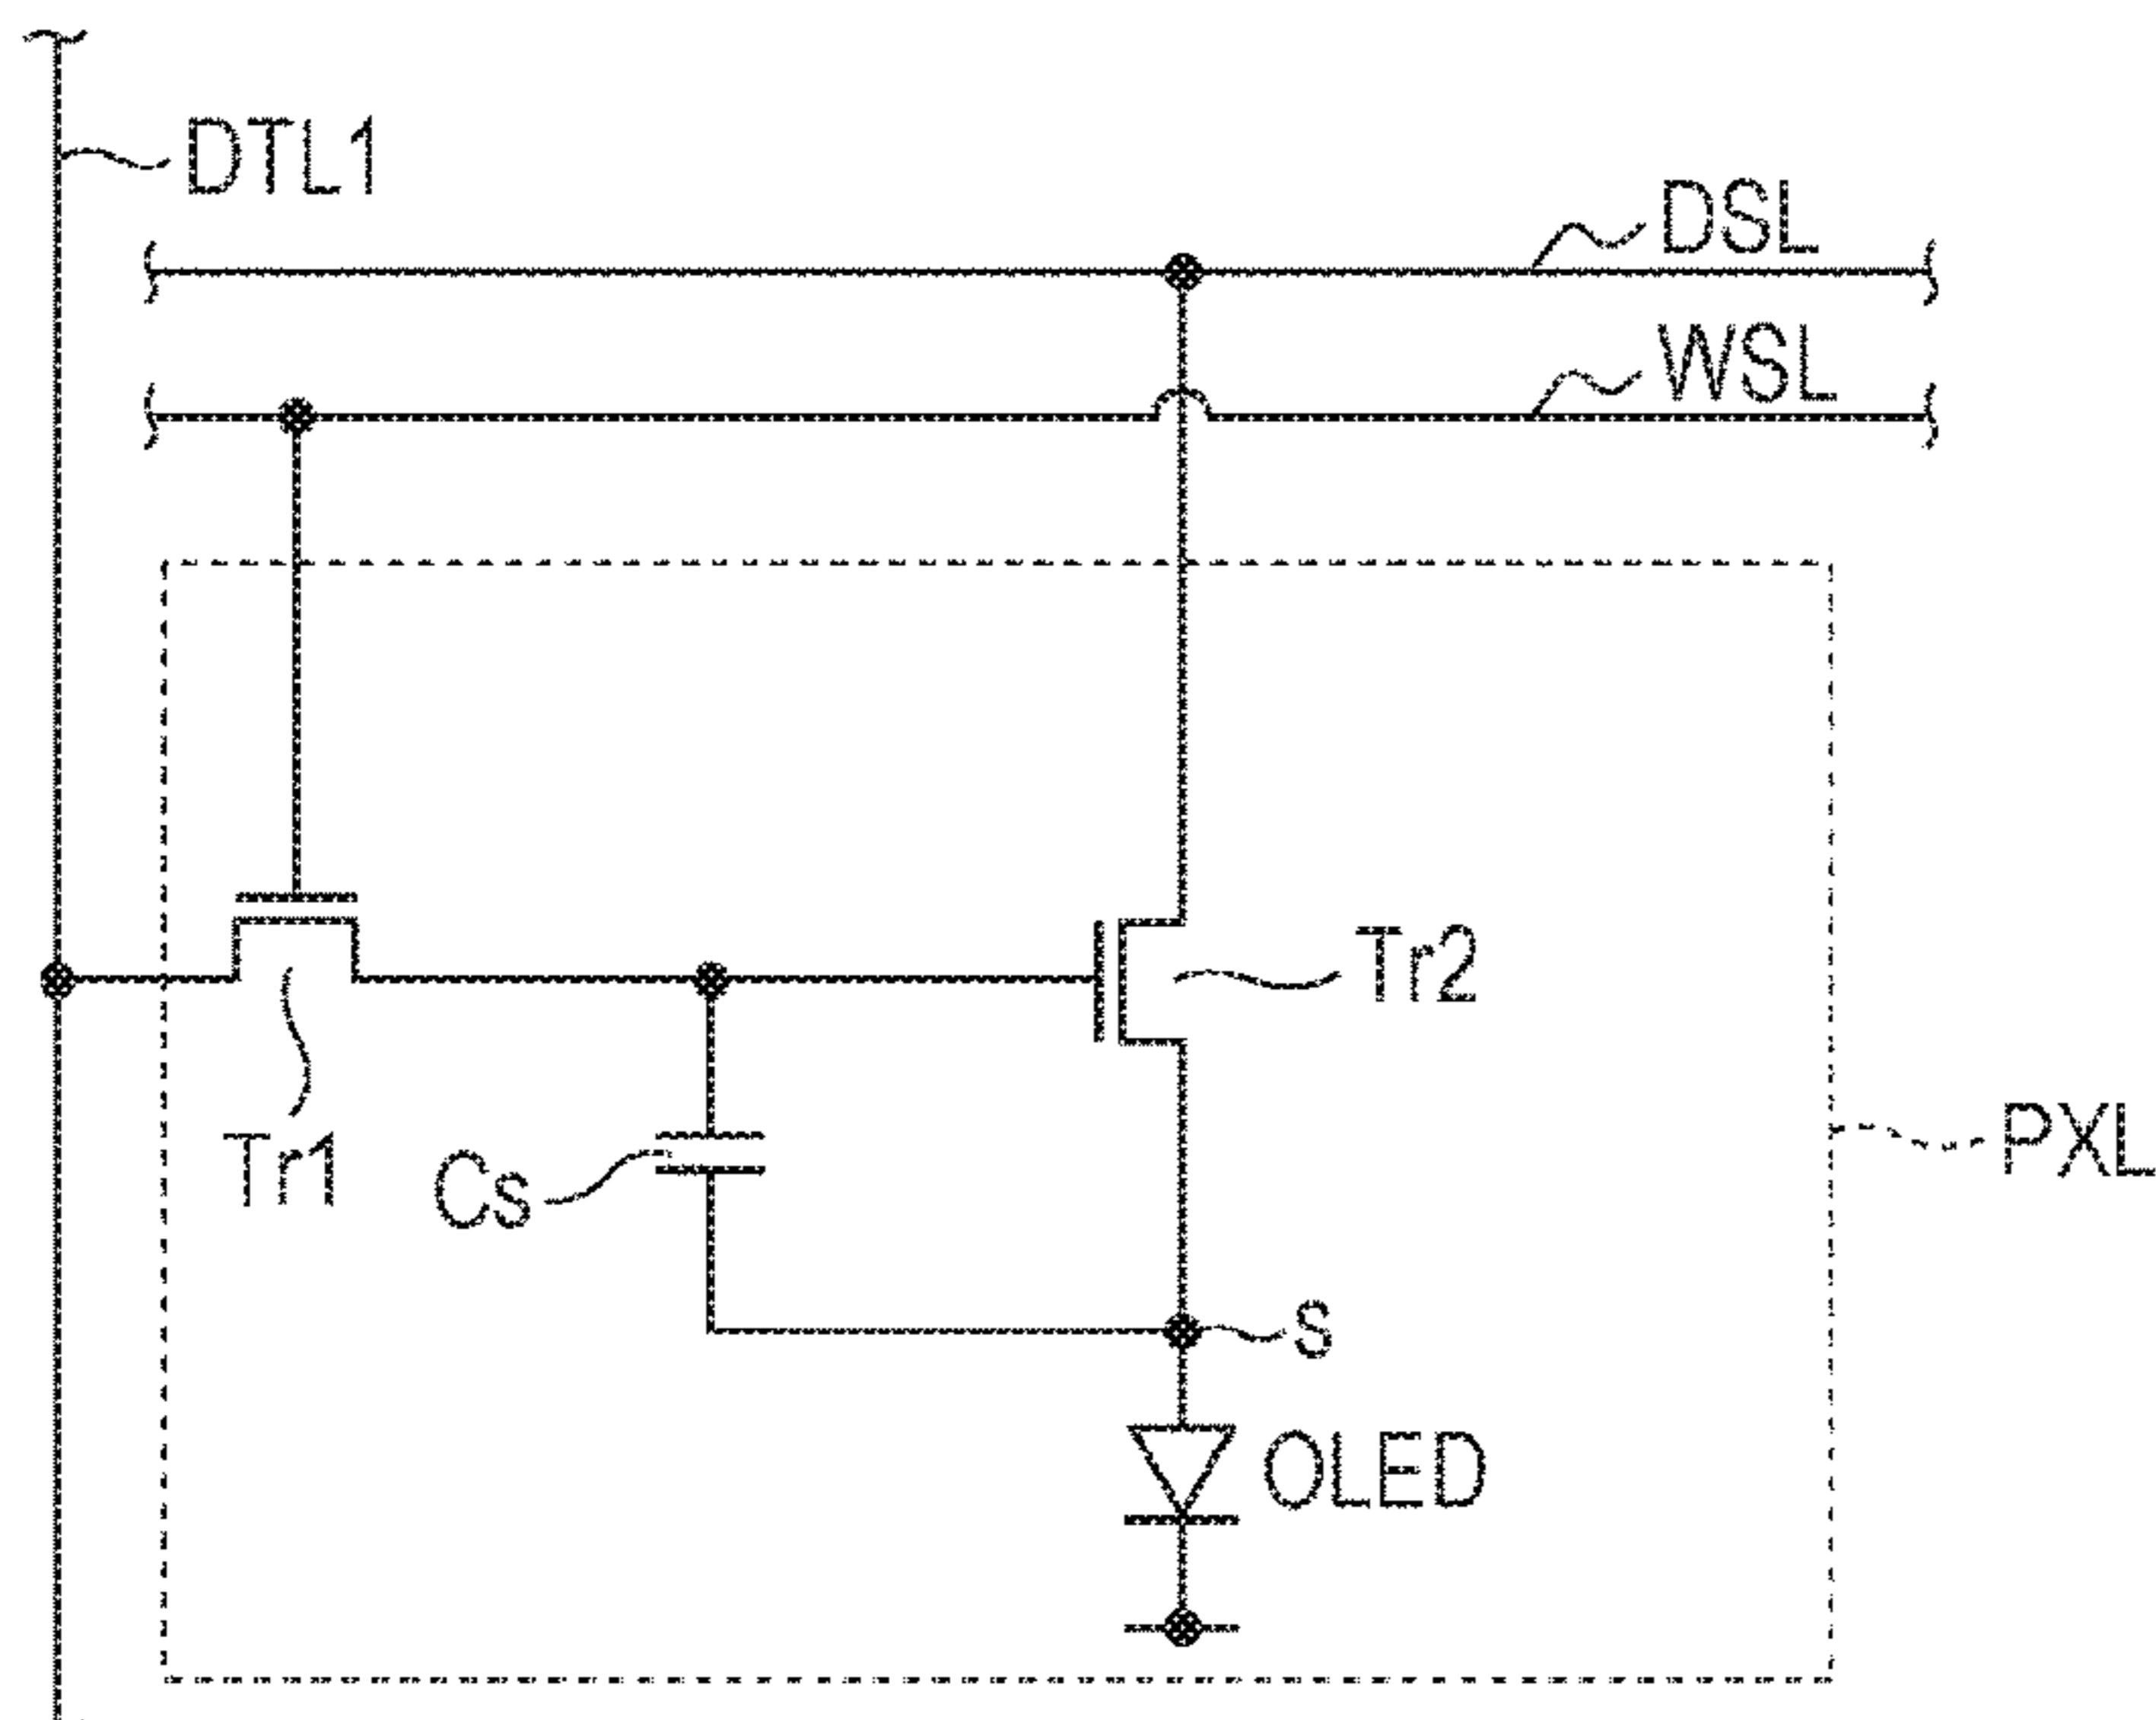 DTL1
DSL
WSL
Tr2
Tr1
Cs
PXL
S
OLED